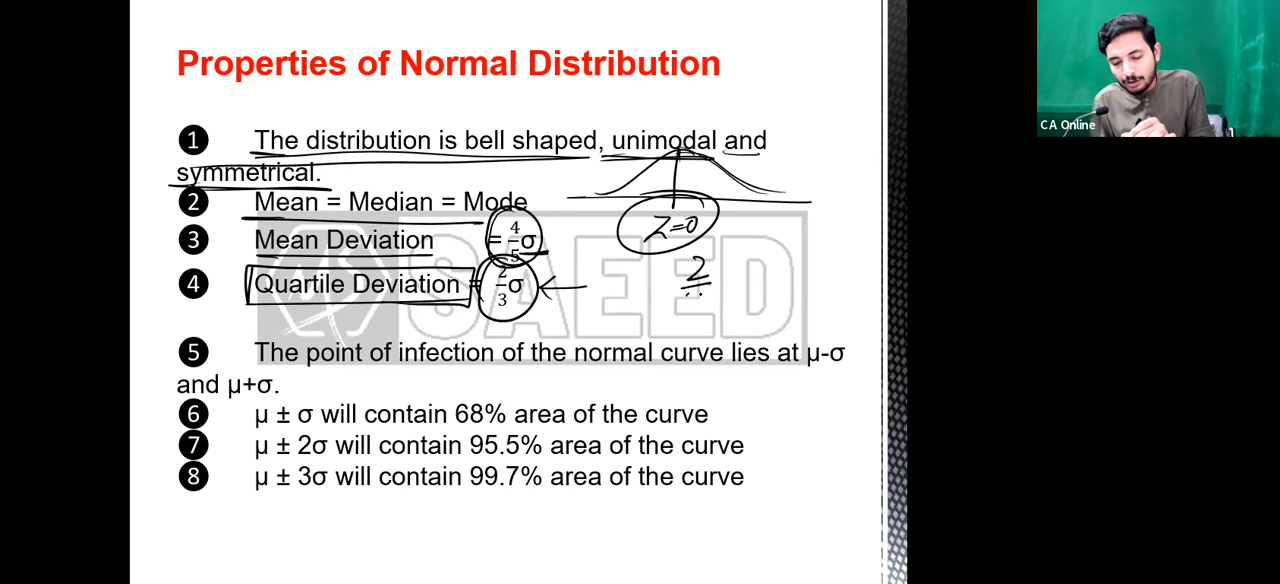 Properties of Normal Distribution
1 The distribution is bell shaped, unimodal and
symmetrical.
2 Mean = Median = Mode
3 Mean Deviation = 4/5 σ
4 Quartile Deviation = 2/3 σ
Z=0
2
5 The point of infection of the normal curve lies at μ-σ
and μ+σ.
6 μ ± σ will contain 68% area of the curve
7 μ ± 2σ will contain 95.5% area of the curve
8 μ ± 3σ will contain 99.7% area of the curve
SAEED
C A Online